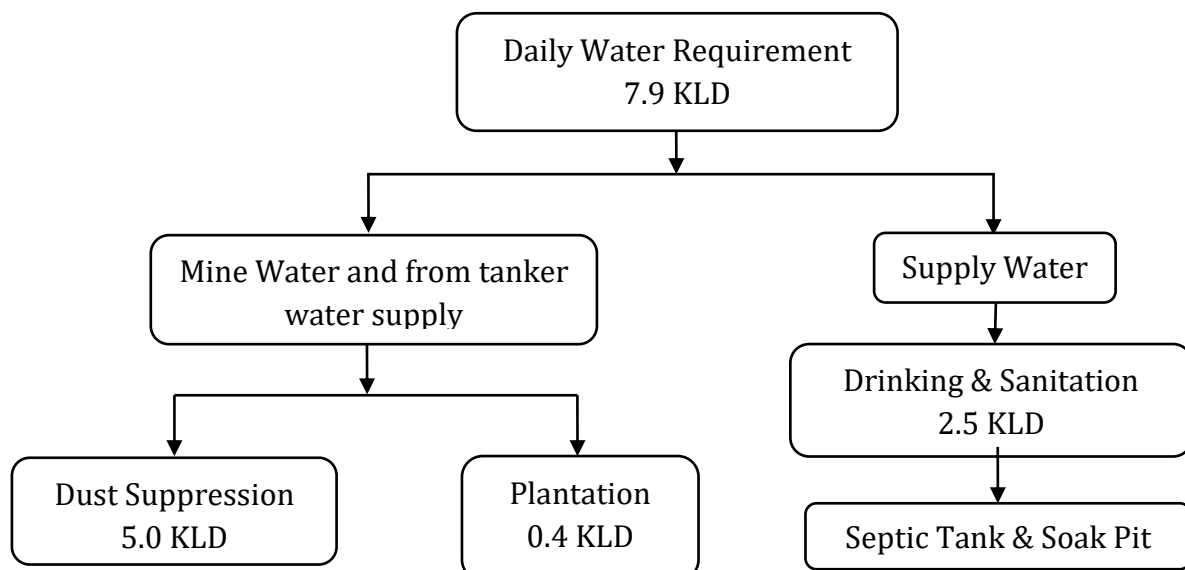 Daily Water Requirement
7.9 KLD
Mine Water and from tanker
water supply
Supply Water
Drinking & Sanitation
2.5 KLD
Dust Suppression
5.0 KLD
Plantation
0.4 KLD
Septic Tank & Soak Pit